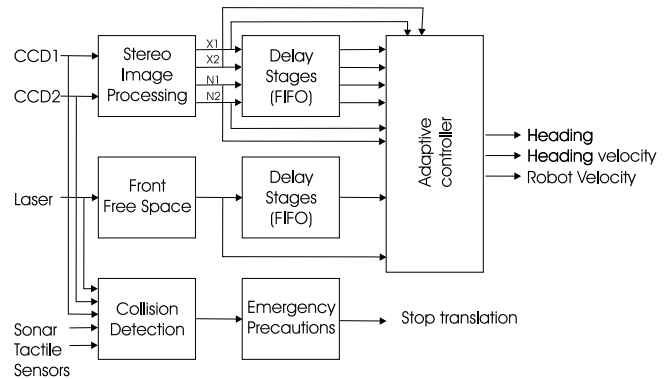 CCD1
CCD2
Stereo
Image
Processing
X1
X2
N1
N2
Delay
Stages
(FIFO)
Adaptive
controller
Heading
Heading velocity
Robot Velocity
Laser
Front
Free Space
Delay
Stages
(FIFO)
Sonar
Tactile
Sensors
Collision
Detection
Emergency
Precautions
Stop translation